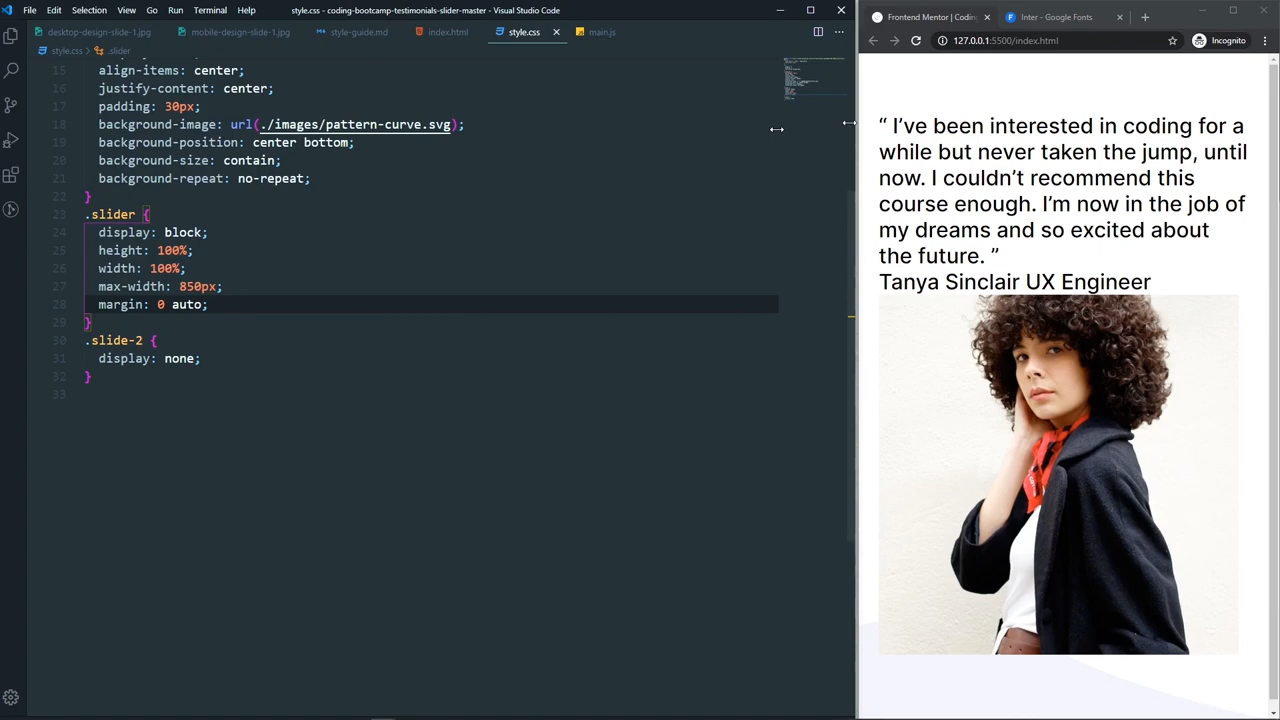 File Edit Selection View Go Run Terminal Help style.css - coding-bootcamp-testimonials-slider-master - Visual Studio Code
desktop-design-slide-1.jpg mobile-design-slide-1.jpg style-guide.md index.html style.css main.js
style.css > .slider
15 align-items: center;
16 justify-content: center;
17 padding: 30px;
18 background-image: url(./images/pattern-curve.svg);
19 background-position: center bottom;
20 background-size: contain;
21 background-repeat: no-repeat;
22 }
23 .slider {
24 display: block;
25 height: 100%;
26 width: 100%;
27 max-width: 850px;
28 margin: 0 auto;
29 }
30 .slide-2 {
31 display: none;
32 }
33
Frontend Mentor | Coding Inter - Google Fonts
127.0.0.1:5500/index.html Incognito
“ I’ve been interested in coding for a
while but never taken the jump, until
now. I couldn’t recommend this
course enough. I’m now in the job of
my dreams and so excited about
the future. ”
Tanya Sinclair UX Engineer